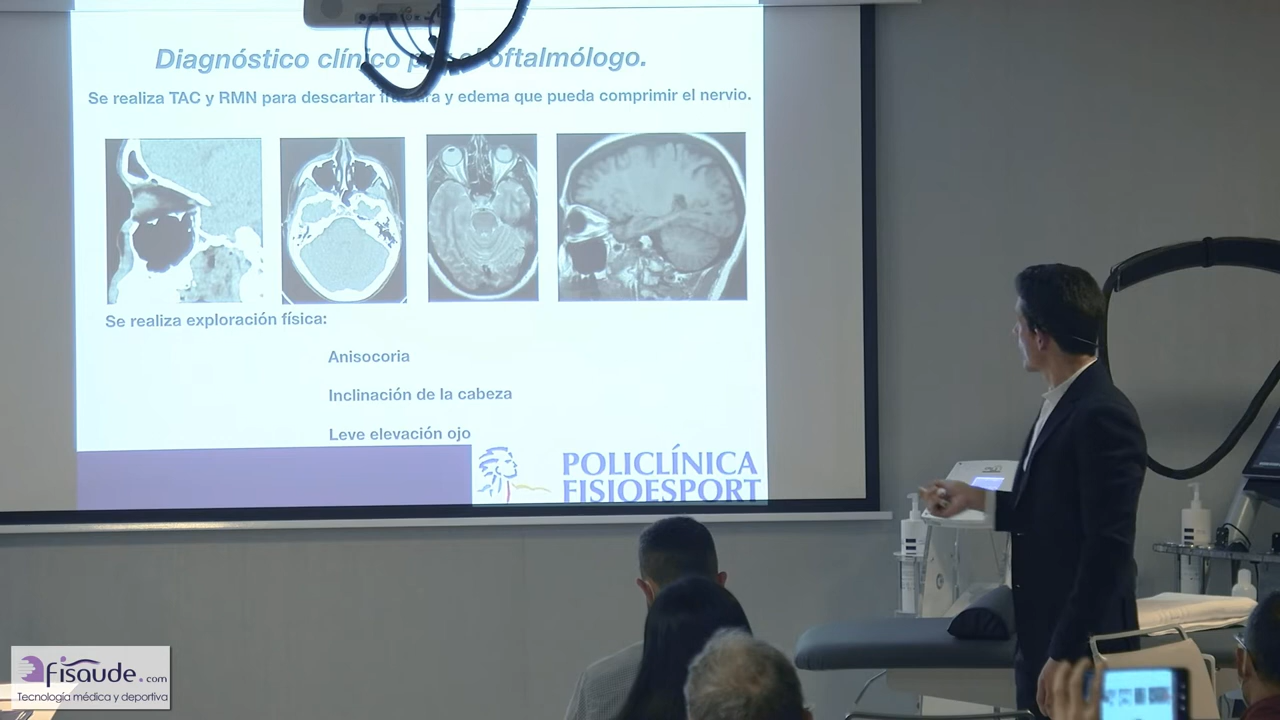 Diagnóstico clínico oftalmólogo.
Se realiza TAC y RMN para descartar y edema que pueda comprimir el nervio.
Se realiza exploración física:
Anisocoria
Inclinación de la cabeza
Leve elevación ojo
POLICLÍNICA
FISIOESPORT
fisaude.com
Tecnología médica y deportiva